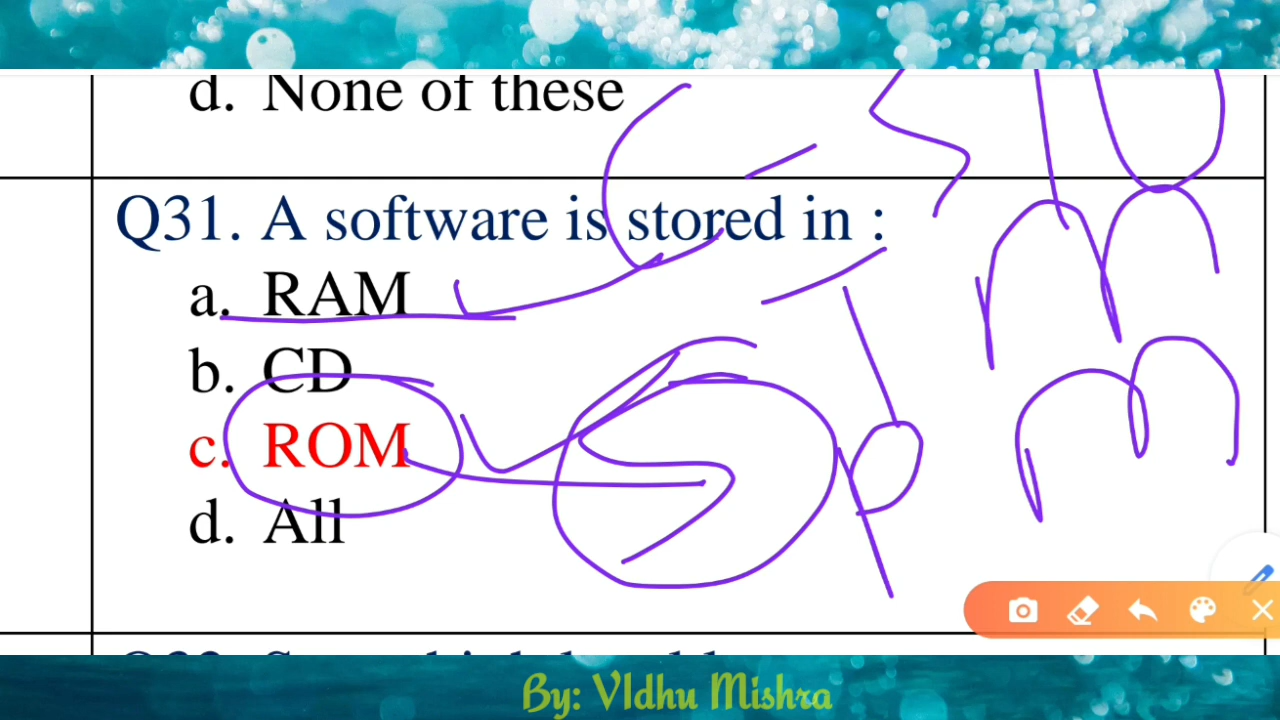 d. None of these
Q31. A software is stored in :
a. RAM
b. CD
c. ROM
d. All
By: VIdhu Mishra